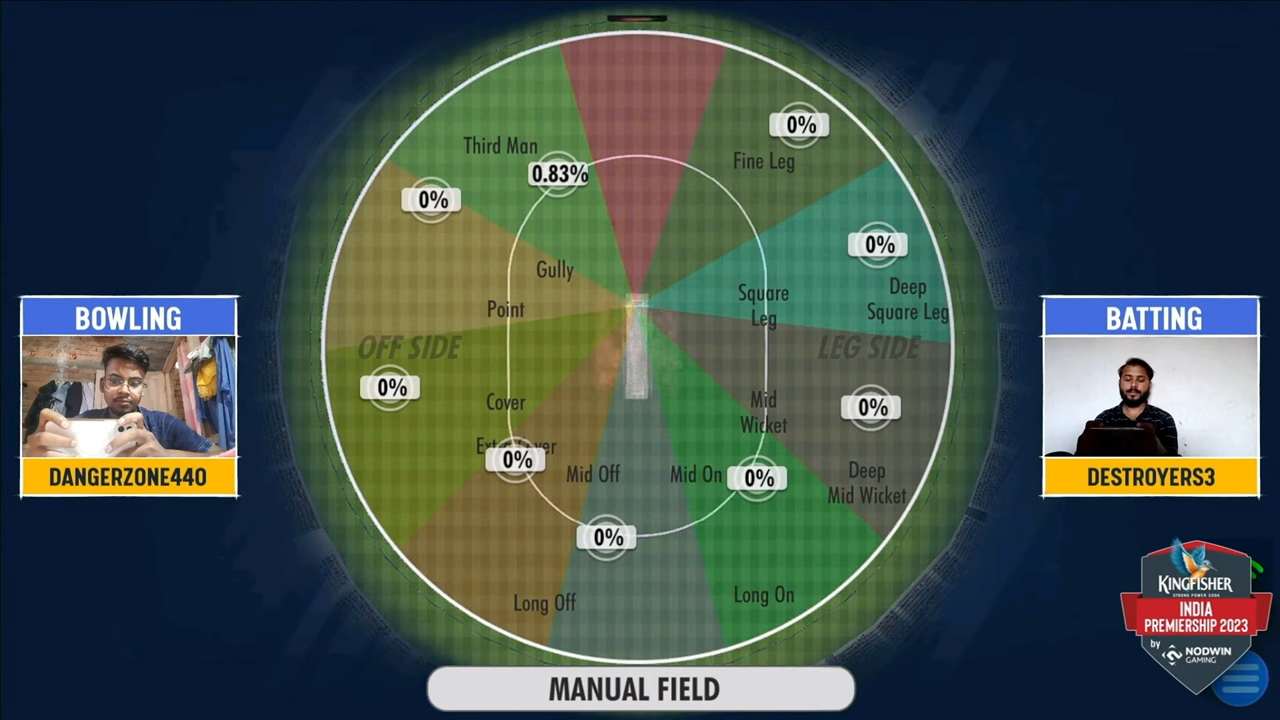 0%
Third Man
Fine Leg
0.83%
0%
0%
Gully
Deep
Square Leg
Square
Leg
Point
BOWLING
BATTING
OFF SIDE
LEG SIDE
0%
0%
Cover
Mid
Wicket
0%
Mid Off
Mid On
0%
Deep
Mid Wicket
DANGERZONE440
DESTROYERS3
0%
Long Off
Long On
MANUAL FIELD
KINGFISHER
STRONG POWER SODA
INDIA
PREMIERSHIP 2023
by NODWIN
GAMING